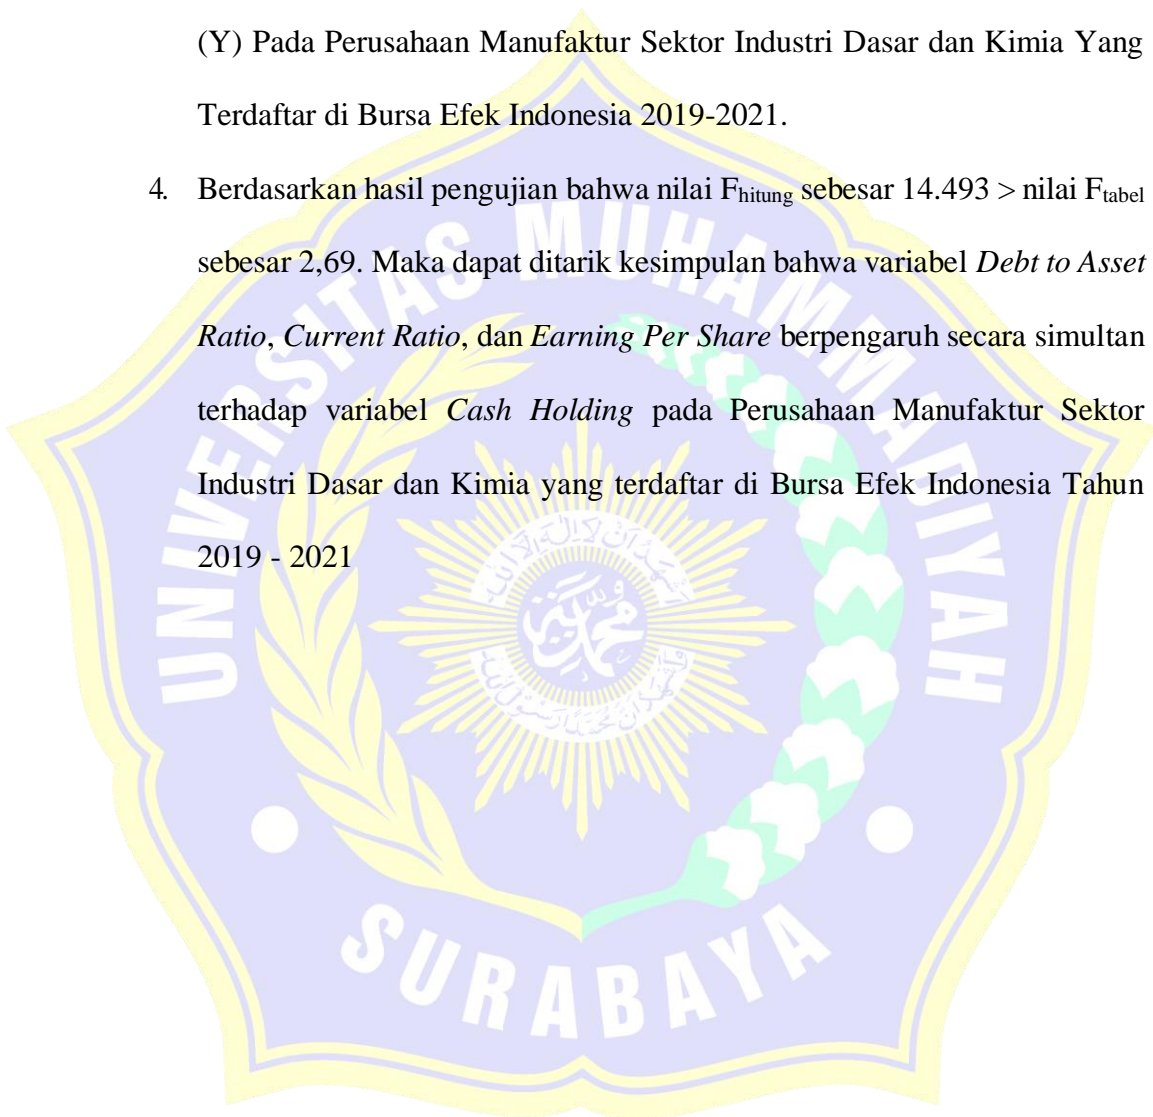 (Y) Pada Perusahaan Manufaktur Sektor Industri Dasar dan Kimia Yang
Terdaftar di Bursa Efek Indonesia 2019-2021.
4. Berdasarkan hasil pengujian bahwa nilai Fhitung sebesar 14.493 > nilai Ftabel
sebesar 2,69. Maka dapat ditarik kesimpulan bahwa variabel Debt to Asset
Ratio, Current Ratio, dan Earning Per Share berpengaruh secara simultan
terhadap variabel Cash Holding pada Perusahaan Manufaktur Sektor
Industri Dasar dan Kimia yang terdaftar di Bursa Efek Indonesia Tahun
2019 - 2021
UNIVERSITAS MUHAMMADIYAH
SURABAYA